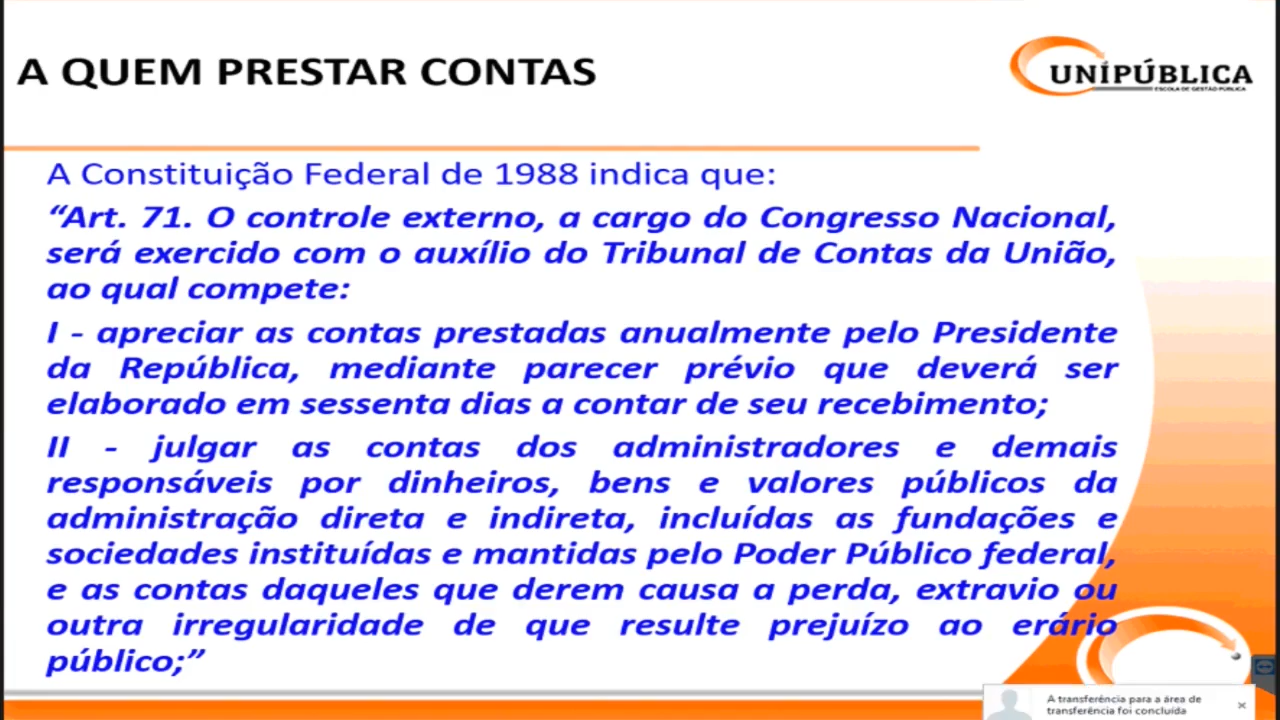 A QUEM PRESTAR CONTAS
UNÍPÚBLICA
ESCOLA DE GESTÃO PÚBLICA
A Constituição Federal de 1988 indica que:
“Art. 71. O controle externo, a cargo do Congresso Nacional,
será exercido com o auxílio do Tribunal de Contas da União,
ao qual compete:
I - apreciar as contas prestadas anualmente pelo Presidente
da República, mediante parecer prévio que deverá ser
elaborado em sessenta dias a contar de seu recebimento;
II - julgar as contas dos administradores e demais
responsáveis por dinheiros, bens e valores públicos da
administração direta e indireta, incluídas as fundações e
sociedades instituídas e mantidas pelo Poder Público federal,
e as contas daqueles que derem causa a perda, extravio ou
outra irregularidade de que resulte prejuízo ao erário
público;”
A transferência para a área de
transferência foi concluída